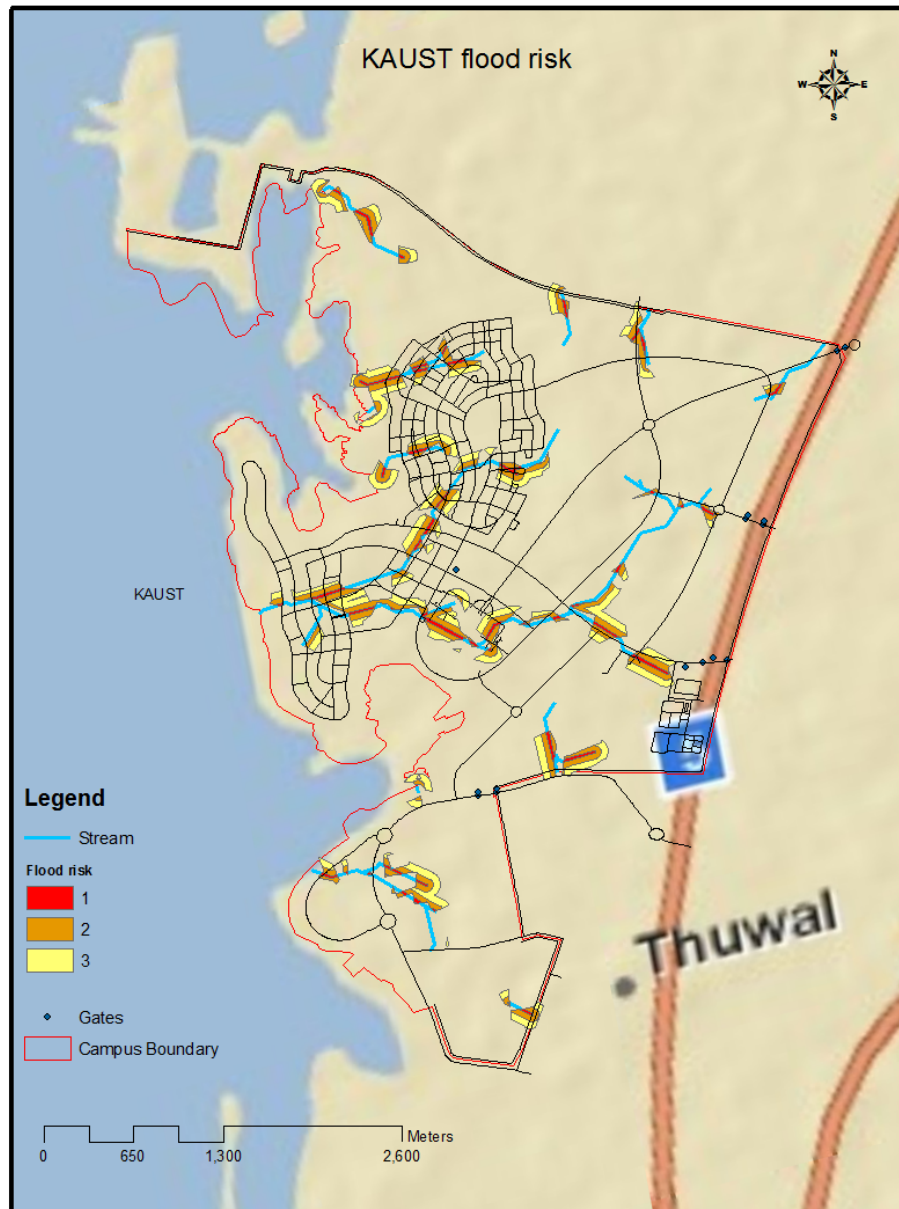 KAUST flood risk
N
W E
S
KAUST
Thuwal
Legend
Stream
Flood risk
1
2
3
Gates
Campus Boundary
Meters
0 650 1,300 2,600